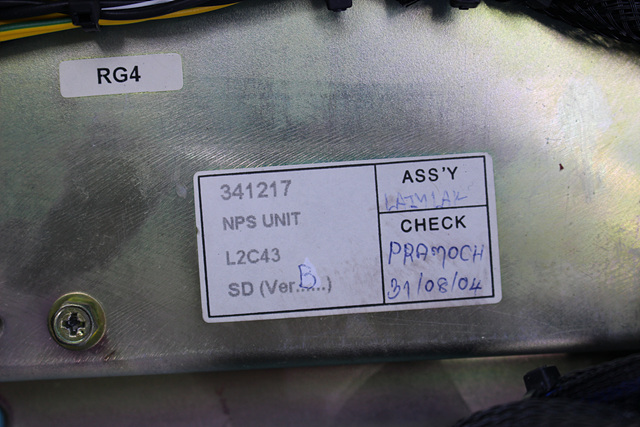 RG4
341217
NPS UNIT
L2C43
SD (Ver...B...)
ASS'Y
CHECK
PRAMOCH
31/08/04